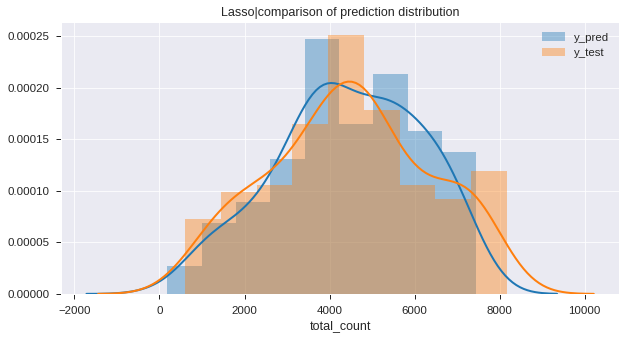 Lasso|comparison of prediction distribution
y_pred
y_test
0.00025
0.00020
0.00015
0.00010
0.00005
0.00000
−2000 0 2000 4000 6000 8000 10000
total_count